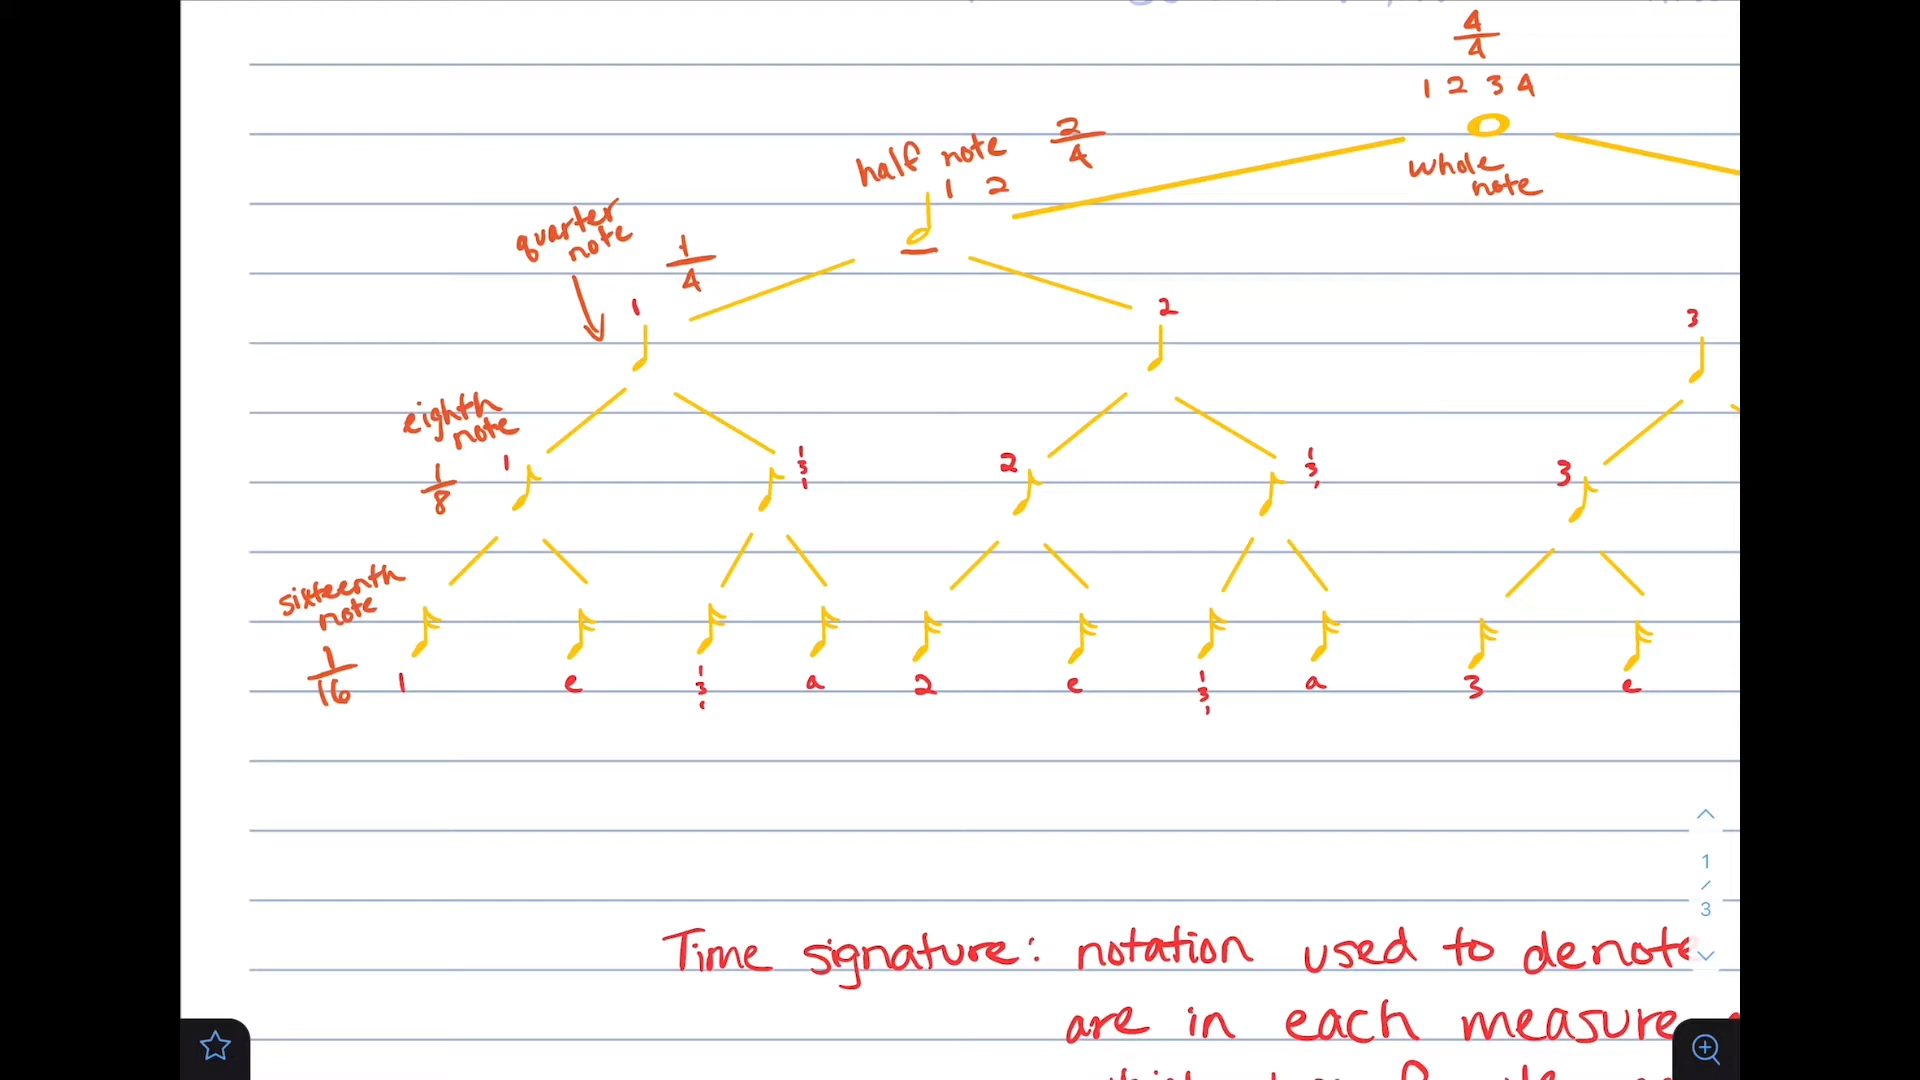 4/4
1 2 3 4
half note 2/4
1 2
whole
note
quarter
note
1/4
1 2 3
eighth
note
1/8
1 & 2 & 3
sixteenth
note
1/16
1 e & a 2 e & a 3 e
1
/
3
Time signature: notation used to denote
are in each measure